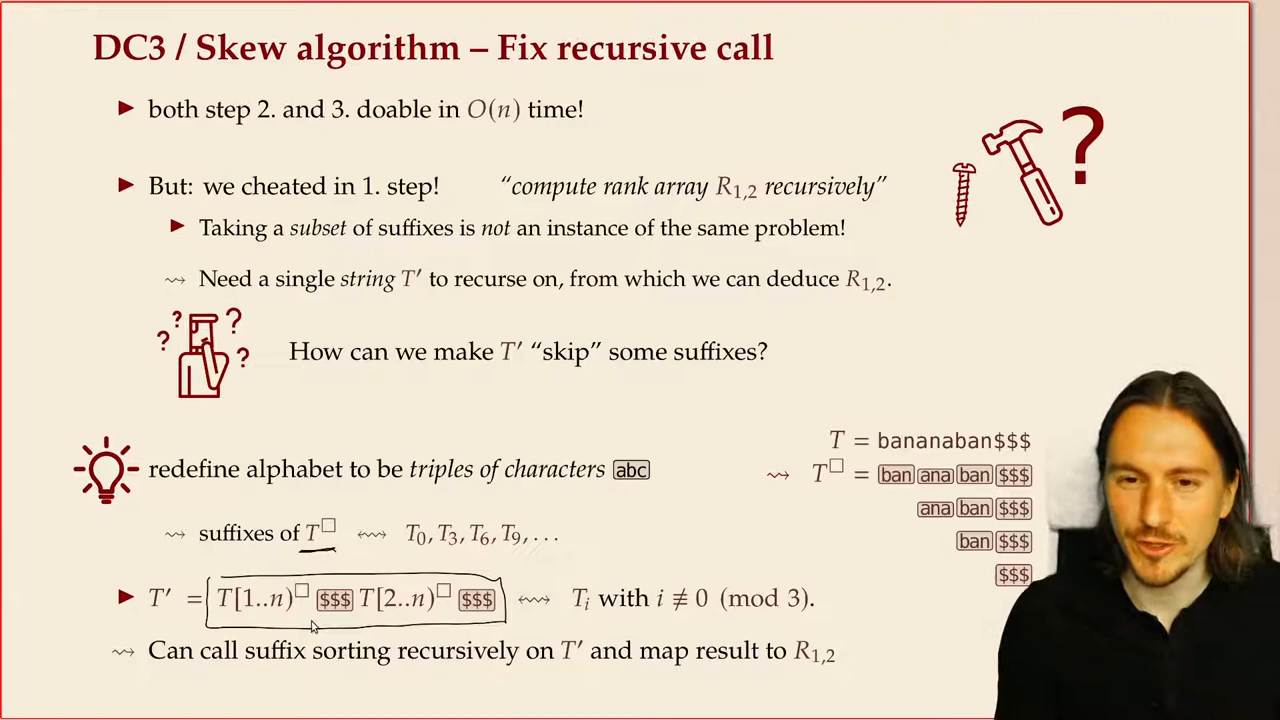 DC3 / Skew algorithm – Fix recursive call
▶ both step 2. and 3. doable in O(n) time!
▶ But: we cheated in 1. step! “compute rank array R₁,₂ recursively”
▶ Taking a subset of suffixes is not an instance of the same problem!
⇝ Need a single string T′ to recurse on, from which we can deduce R₁,₂.
?
? ? ? ?
How can we make T′ “skip” some suffixes?
T = bananaban$$$
redefine alphabet to be triples of characters abc
⇝ T□ = ban ana ban $$$
ana ban $$$
ban $$$
$$$
⇝ suffixes of T□ ⇜⇝ T₀, T₃, T₆, T₉, . . .
▶ T′ = T[1..n)□ $$$ T[2..n)□ $$$ ⇜⇝ Tᵢ with i ≢ 0 (mod 3).
⇝ Can call suffix sorting recursively on T′ and map result to R₁,₂